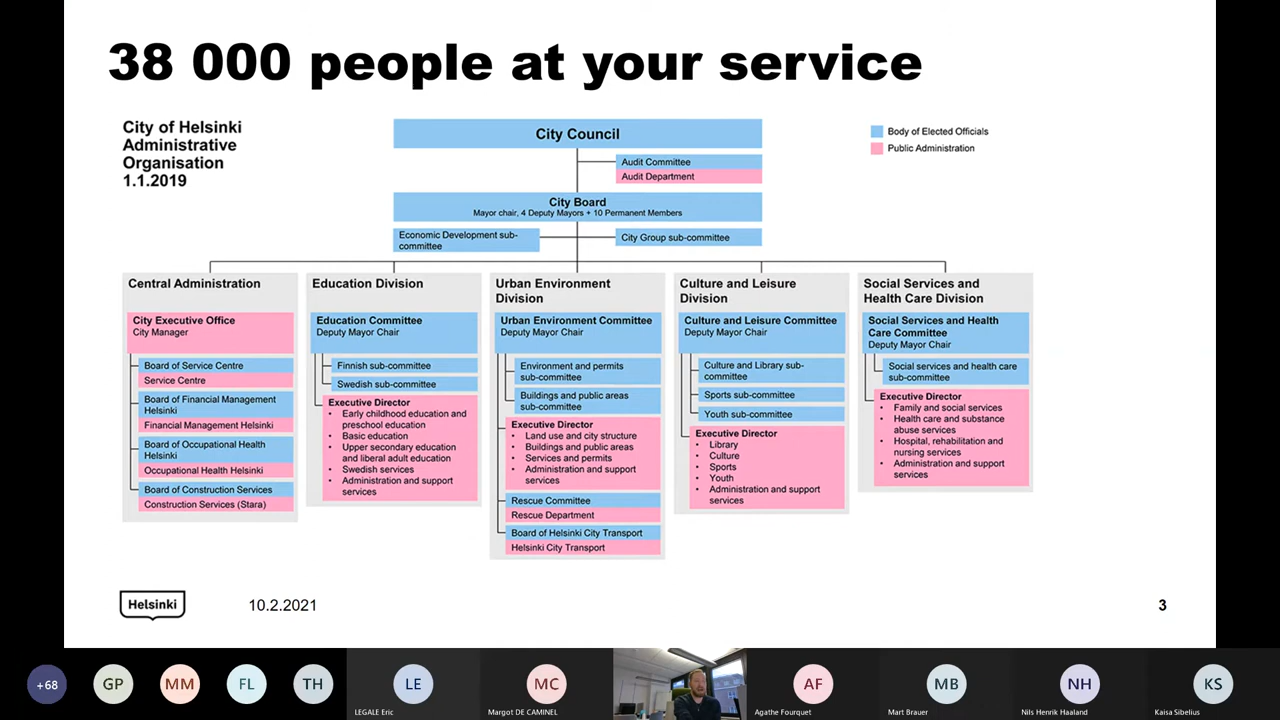 38 000 people at your service
City of Helsinki
Administrative
Organisation
1.1.2019
City Council
Body of Elected Officials
Public Administration
Audit Committee
Audit Department
City Board
Mayor chair, 4 Deputy Mayors + 10 Permanent Members
Economic Development sub-
committee
City Group sub-committee
Central Administration
City Executive Office
City Manager
Board of Service Centre
Service Centre
Board of Financial Management
Helsinki
Financial Management Helsinki
Board of Occupational Health
Helsinki
Occupational Health Helsinki
Board of Construction Services
Construction Services (Stara)
Education Division
Education Committee
Deputy Mayor Chair
Finnish sub-committee
Swedish sub-committee
Executive Director
• Early childhood education and
preschool education
• Basic education
• Upper secondary education
and liberal adult education
• Swedish services
• Administration and support
services
Urban Environment
Division
Urban Environment Committee
Deputy Mayor Chair
Environment and permits
sub-committee
Buildings and public areas
sub-committee
Executive Director
• Land use and city structure
• Buildings and public areas
• Services and permits
• Administration and support
services
Rescue Committee
Rescue Department
Board of Helsinki City Transport
Helsinki City Transport
Culture and Leisure
Division
Culture and Leisure Committee
Deputy Mayor Chair
Culture and Library sub-
committee
Sports sub-committee
Youth sub-committee
Executive Director
• Library
• Culture
• Sports
• Youth
• Administration and support
services
Social Services and
Health Care Division
Social Services and Health
Care Committee
Deputy Mayor Chair
Social services and health care
sub-committee
Executive Director
• Family and social services
• Health care and substance
abuse services
• Hospital, rehabilitation and
nursing services
• Administration and support
services
Helsinki
10.2.2021
3
+68
GP
MM
FL
TH
LE
LEGALE Eric
MC
Margot DE CAMINEL
AF
Agathe Fourquet
MB
Mart Brauer
NH
Nils Henrik Haaland
KS
Kaisa Sibelius